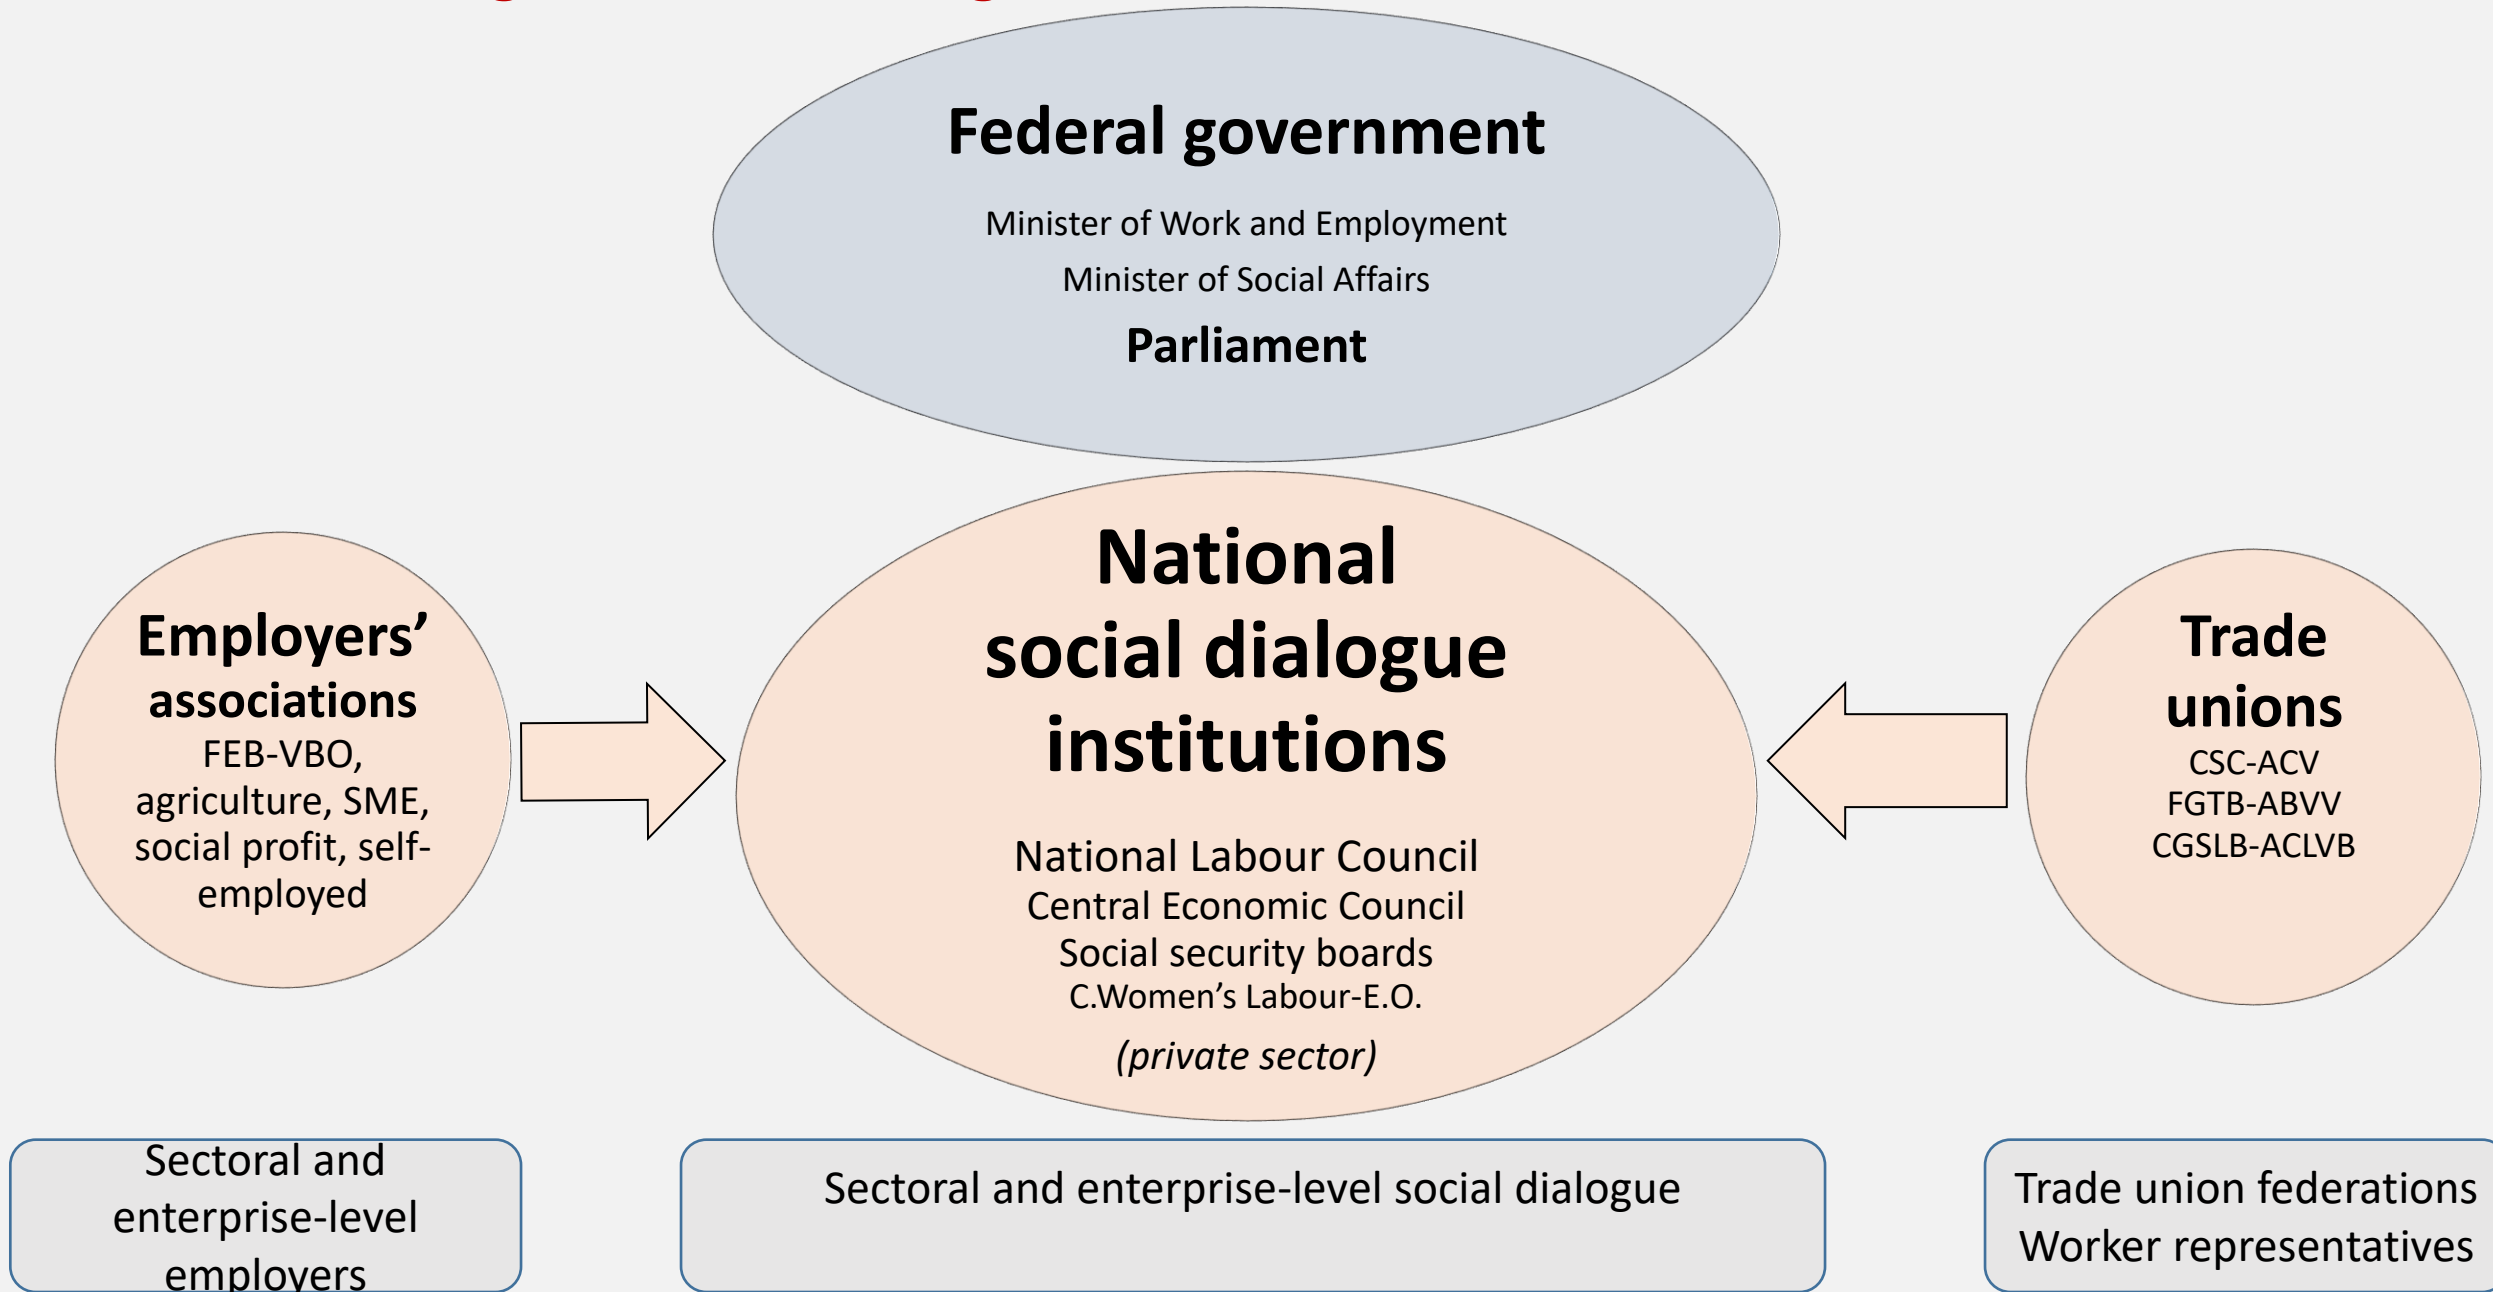 Federal government
Minister of Work and Employment
Minister of Social Affairs
Parliament
National
social dialogue
institutions
National Labour Council
Central Economic Council
Social security boards
C.Women’s Labour-E.O.
(private sector)
Employers’
associations
FEB-VBO,
agriculture, SME,
social profit, self-
employed
Trade
unions
CSC-ACV
FGTB-ABVV
CGSLB-ACLVB
Sectoral and
enterprise-level
employers
Sectoral and enterprise-level social dialogue
Trade union federations
Worker representatives